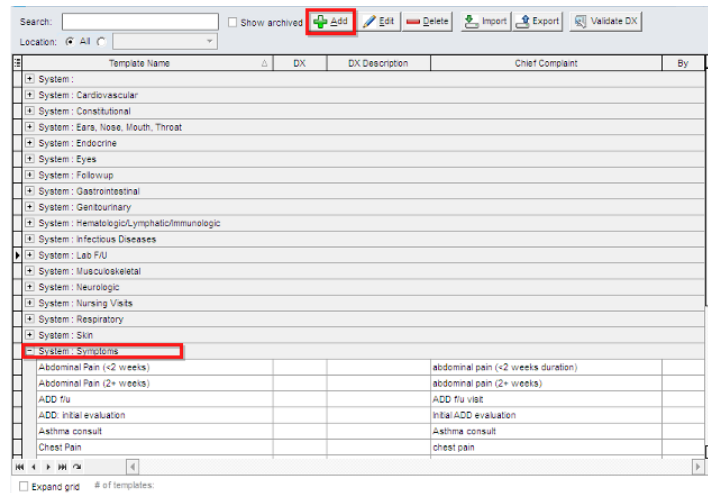 Search: Show archived Add Edit Delete Import Export Validate DX
Location: All
Template Name DX DX Description Chief Complaint By
System :
System : Cardiovascular
System : Constitutional
System : Ears, Nose, Mouth, Throat
System : Endocrine
System : Eyes
System : Followup
System : Gastrointestinal
System : Genitourinary
System : Hematologic/Lymphatic/Immunologic
System : Infectious Diseases
System : Lab F/U
System : Musculoskeletal
System : Neurologic
System : Nursing Visits
System : Respiratory
System : Skin
System : Symptoms
Abdominal Pain (<2 weeks) abdominal pain (<2 weeks duration)
Abdominal Pain (2+ weeks) abdominal pain (2+ weeks)
ADD f/u ADD f/u visit
ADD: initial evaluation Initial ADD evaluation
Asthma consult Asthma consult
Chest Pain chest pain
Expand grid # of templates: